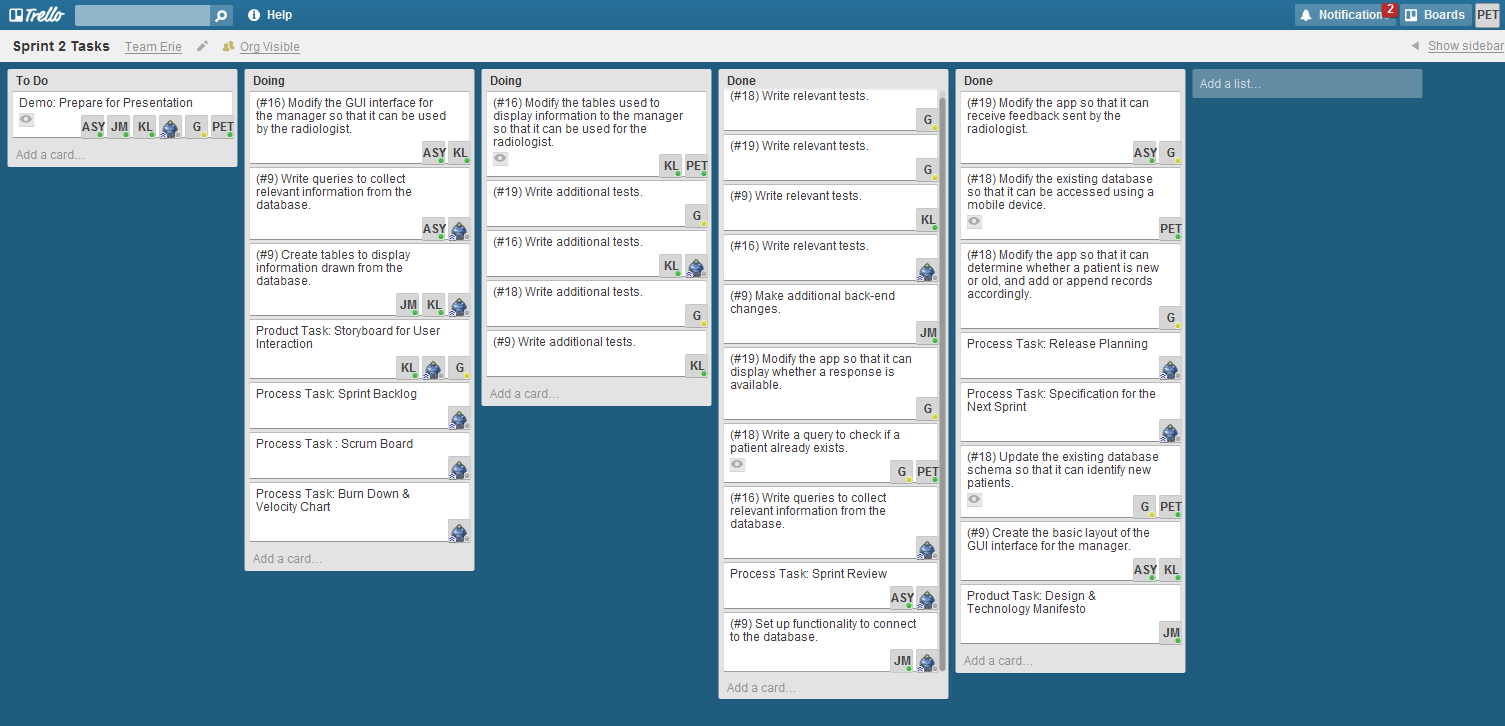 Trello
Help
Notifications
2
Boards
PET
Sprint 2 Tasks
Team Erie
Org Visible
Show sidebar
To Do
Demo: Prepare for Presentation
ASY JM KL G PET
Add a card...
Doing
(#16) Modify the GUI interface for
the manager so that it can be used
by the radiologist.
ASY KL
(#9) Write queries to collect
relevant information from the
database.
ASY
(#9) Create tables to display
information drawn from the
database.
JM KL
Product Task: Storyboard for User
Interaction
KL G
Process Task: Sprint Backlog
Process Task : Scrum Board
Process Task: Burn Down &
Velocity Chart
Add a card...
Doing
(#16) Modify the tables used to
display information to the manager
so that it can be used for the
radiologist.
KL PET
(#19) Write additional tests.
G
(#16) Write additional tests.
KL
(#18) Write additional tests.
G
(#9) Write additional tests.
KL
Add a card...
Done
(#18) Write relevant tests.
G
(#19) Write relevant tests.
G
(#9) Write relevant tests.
KL
(#16) Write relevant tests.
(#9) Make additional back-end
changes.
JM
(#19) Modify the app so that it can
display whether a response is
available.
G
(#18) Write a query to check if a
patient already exists.
G PET
(#16) Write queries to collect
relevant information from the
database.
Process Task: Sprint Review
ASY
(#9) Set up functionality to connect
to the database.
JM
Add a card...
Done
(#19) Modify the app so that it can
receive feedback sent by the
radiologist.
ASY G
(#18) Modify the existing database
so that it can be accessed using a
mobile device.
PET
(#18) Modify the app so that it can
determine whether a patient is new
or old, and add or append records
accordingly.
G
Process Task: Release Planning
Process Task: Specification for the
Next Sprint
(#18) Update the existing database
schema so that it can identify new
patients.
G PET
(#9) Create the basic layout of the
GUI interface for the manager.
ASY KL
Product Task: Design &
Technology Manifesto
JM
Add a card...
Add a list...